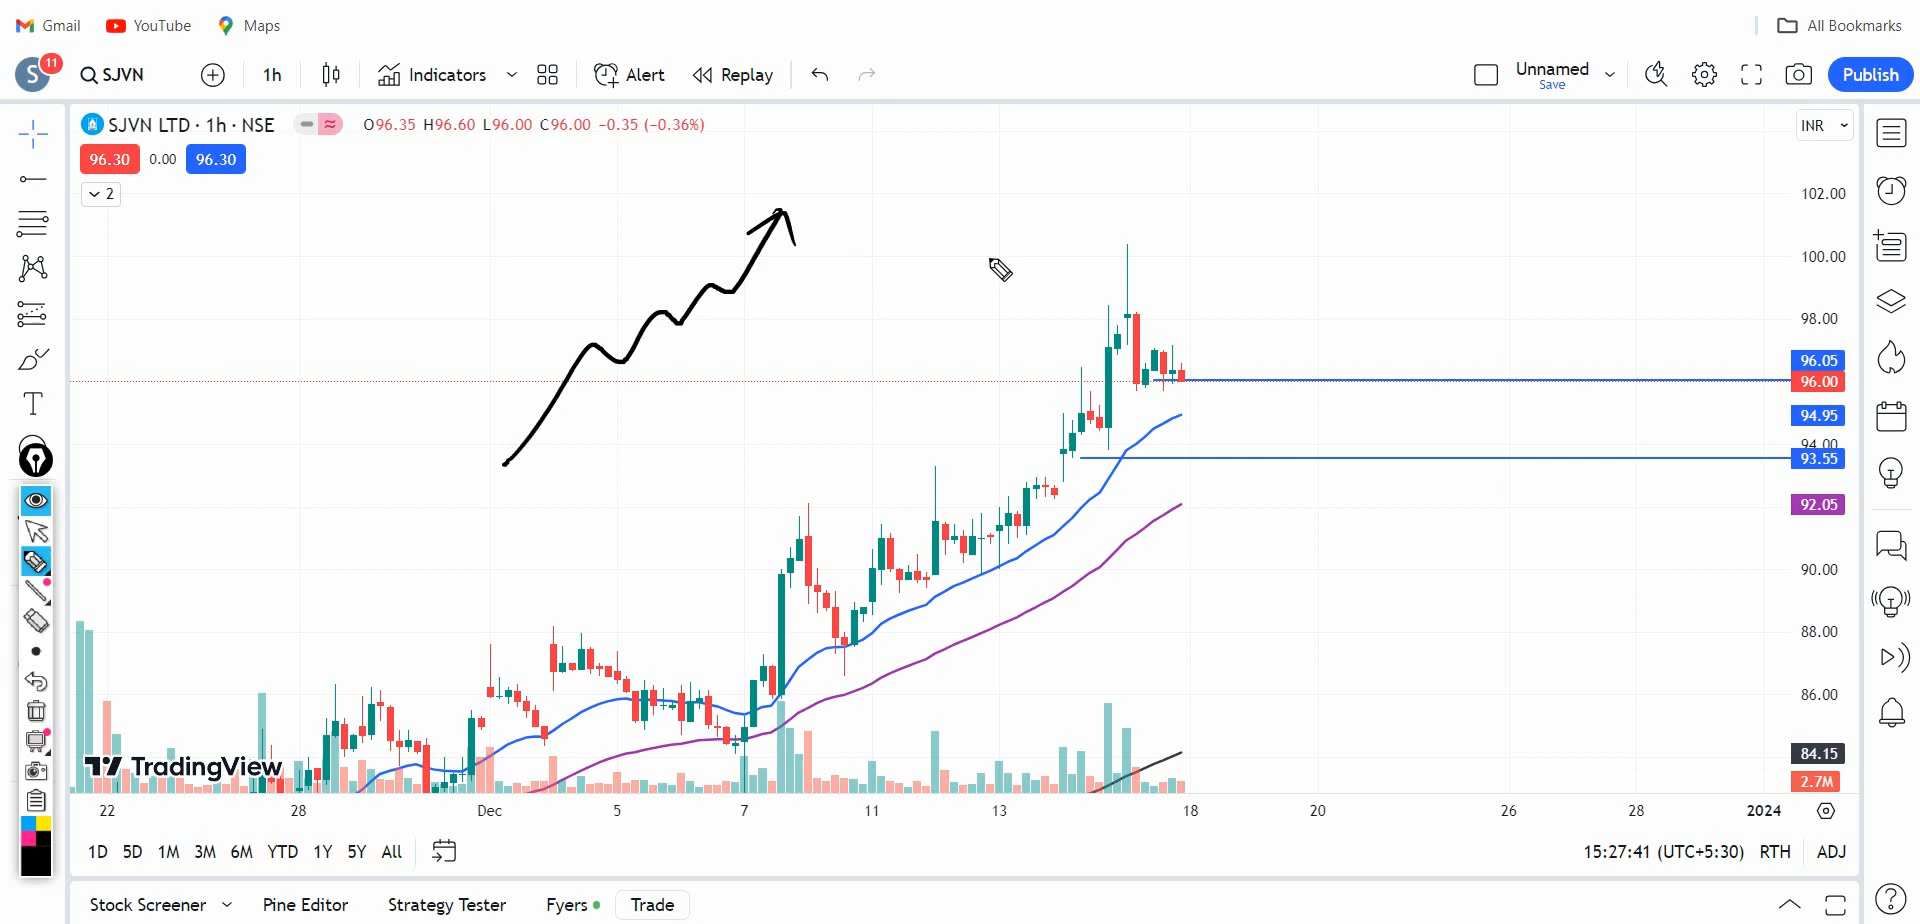 Gmail YouTube Maps All Bookmarks
S 11 SJVN 1h Indicators Alert Replay Unnamed Save Publish
SJVN LTD · 1h · NSE O96.35 H96.60 L96.00 C96.00 −0.35 (−0.36%) INR
96.30 0.00 96.30
2
102.00
100.00
98.00
96.05
96.00
94.95
94.00
93.55
92.05
90.00
88.00
86.00
84.15
TradingView
2.7M
22 28 Dec 5 7 11 13 18 20 26 28 2024
1D 5D 1M 3M 6M YTD 1Y 5Y All 15:27:41 (UTC+5:30) RTH ADJ
Stock Screener Pine Editor Strategy Tester Fyers Trade